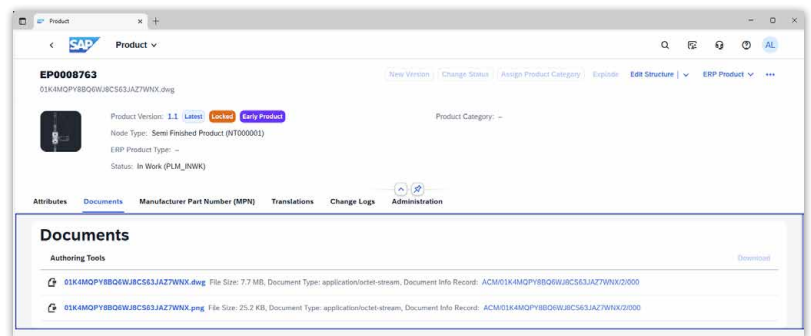 Product
SAP Product
AL
EP0008763
New Version Change Status Assign Product Category Explode Edit Structure ERP Product
01K4MQPY8BQ6WJ8CS63JAZ7WNX.dwg
Product Version: 1.1 Latest Locked Early Product Product Category: –
Node Type: Semi Finished Product (NT000001)
ERP Product Type: –
Status: In Work (PLM_INWK)
Attributes Documents Manufacturer Part Number (MPN) Translations Change Logs Administration
Documents
Authoring Tools Download
01K4MQPY8BQ6WJ8CS63JAZ7WNX.dwg File Size: 7.7 MB, Document Type: application/octet-stream, Document Info Record: ACM/01K4MQPY8BQ6WJ8CS63JAZ7WNX/2/000
01K4MQPY8BQ6WJ8CS63JAZ7WNX.png File Size: 25.2 KB, Document Type: application/octet-stream, Document Info Record: ACM/01K4MQPY8BQ6WJ8CS63JAZ7WNX/2/000